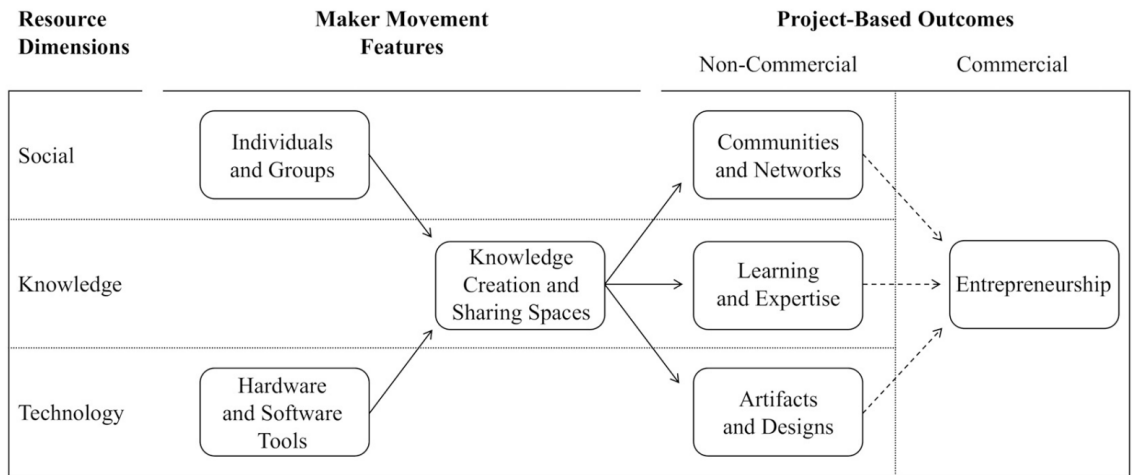 Resource
Dimensions
Maker Movement
Features
Project-Based Outcomes
Non-Commercial
Commercial
Social
Individuals
and Groups
Communities
and Networks
Knowledge
Knowledge
Creation and
Sharing Spaces
Learning
and Expertise
Entrepreneurship
Technology
Hardware
and Software
Tools
Artifacts
and Designs